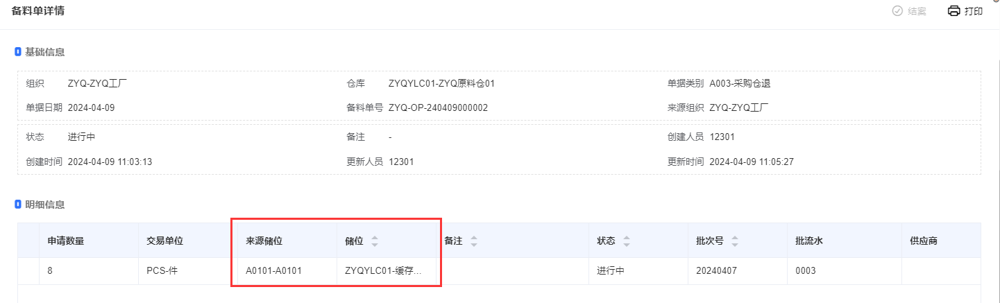 备料单详情
结案 打印
基础信息
组织 ZYQ-ZYQ工厂 仓库 ZYQYLC01-ZYQ原料仓01 单据类别 A003-采购仓退
单据日期 2024-04-09 备料单号 ZYQ-OP-240409000002 来源组织 ZYQ-ZYQ工厂
状态 进行中 备注 - 创建人员 12301
创建时间 2024-04-09 11:03:13 更新人员 12301 更新时间 2024-04-09 11:05:27
明细信息
申请数量 交易单位 来源储位 储位 备注 状态 批次号 批流水 供应商
8 PCS-件 A0101-A0101 ZYQYLC01-缓存... 进行中 20240407 0003